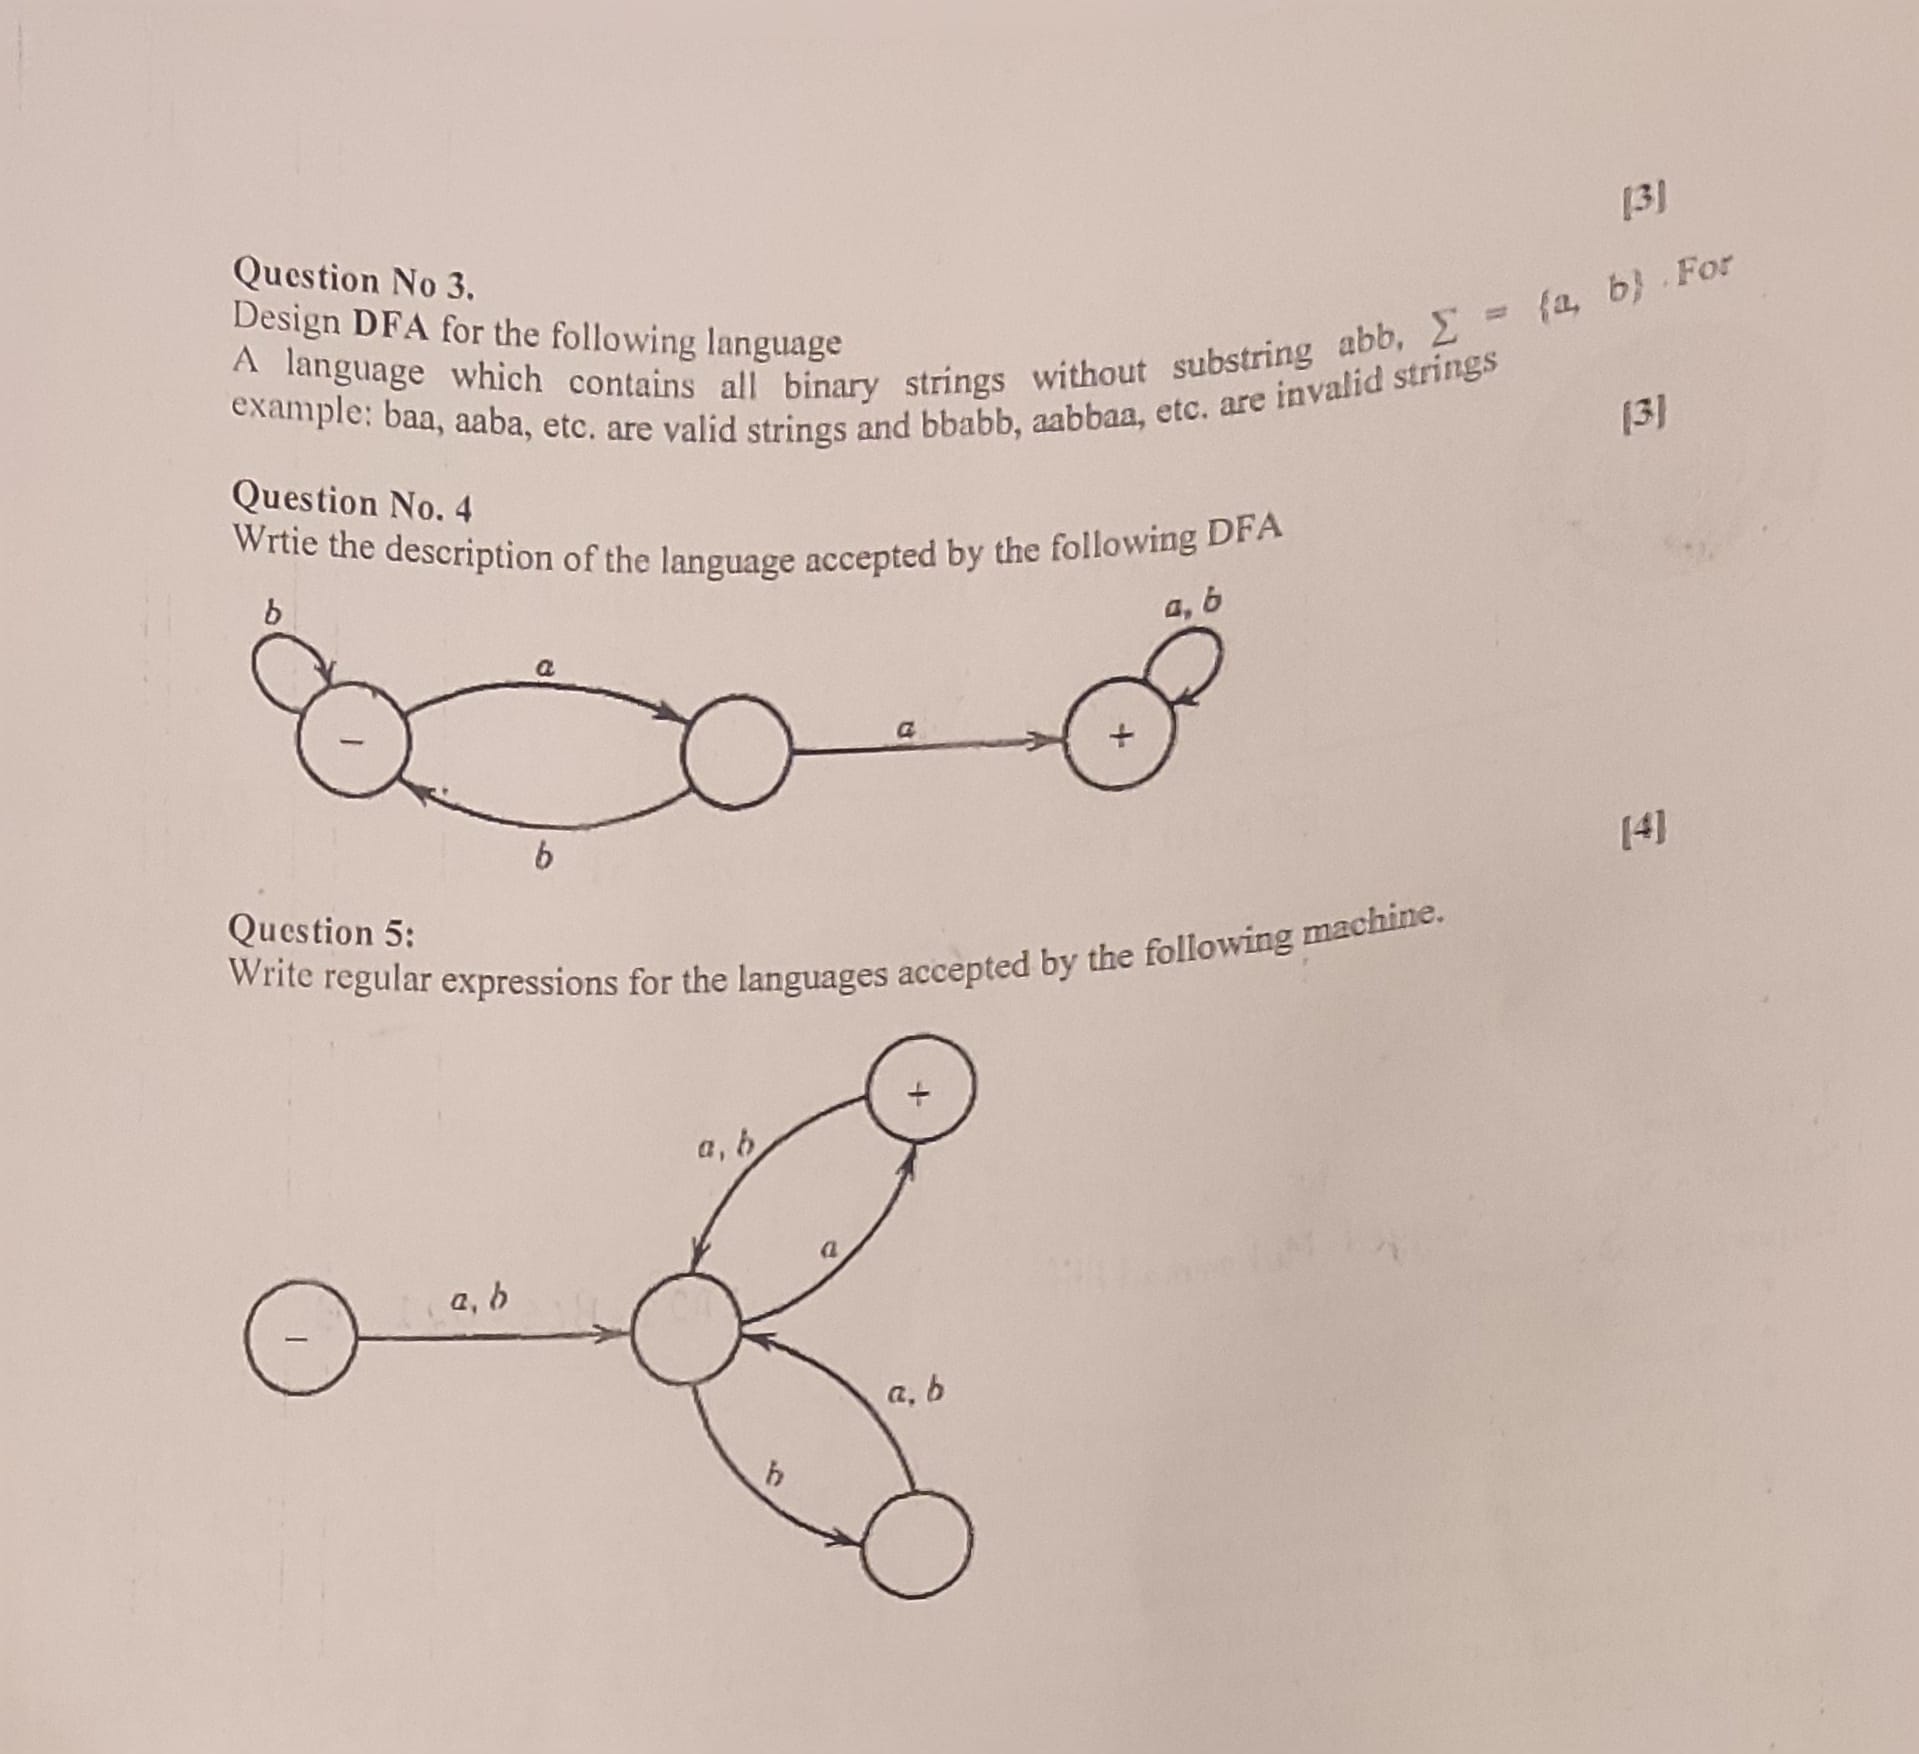 [3]
Question No 3.
Design DFA for the following language
A language which contains all binary strings without substring abb, Σ = {a, b} . For
example: baa, aaba, etc. are valid strings and bbabb, aabbaa, etc. are invalid strings
[3]
Question No. 4
Wrtie the description of the language accepted by the following DFA
b
a, b
a
a
−
+
b
[4]
Question 5:
Write regular expressions for the languages accepted by the following machine.
+
a, b
a
a, b
−
a, b
b